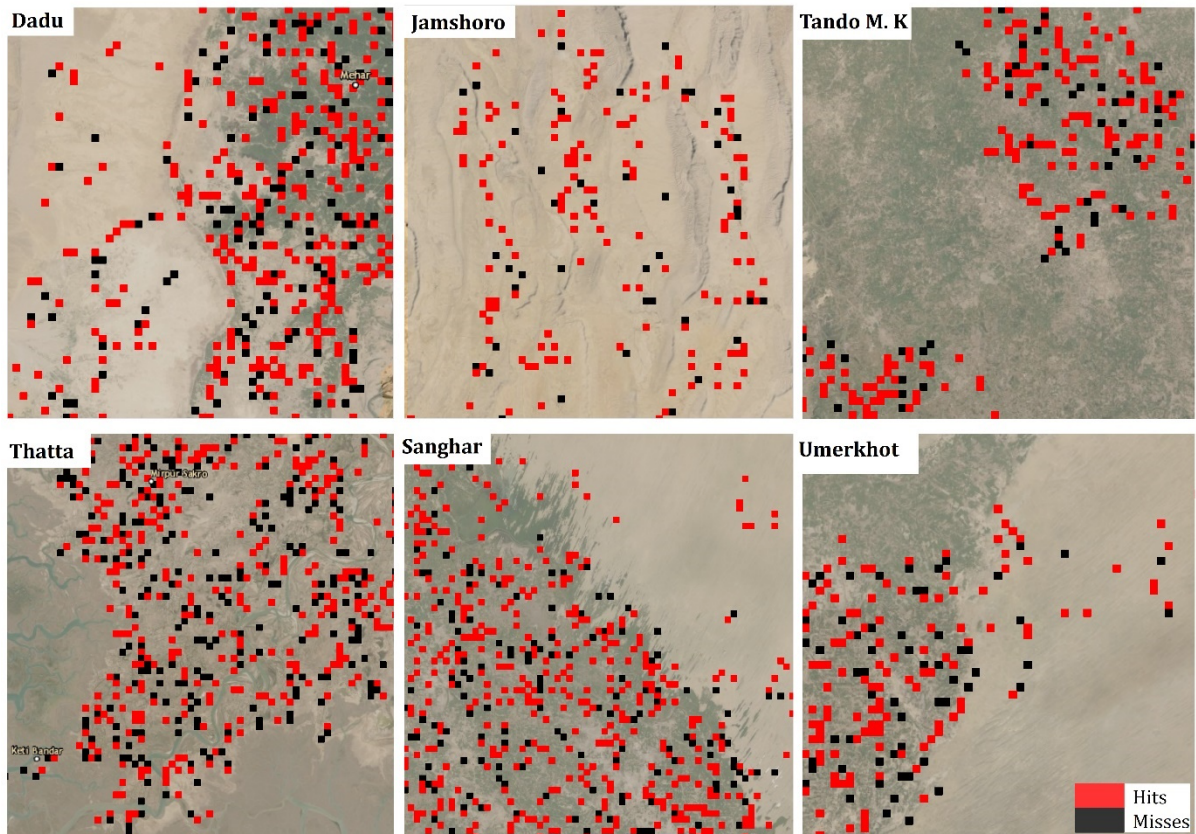 Dadu
Mehar
Jamshoro
Tando M. K
Thatta
Mirpur Sakro
Keti Bandar
Sanghar
Umerkhot
Hits
Misses